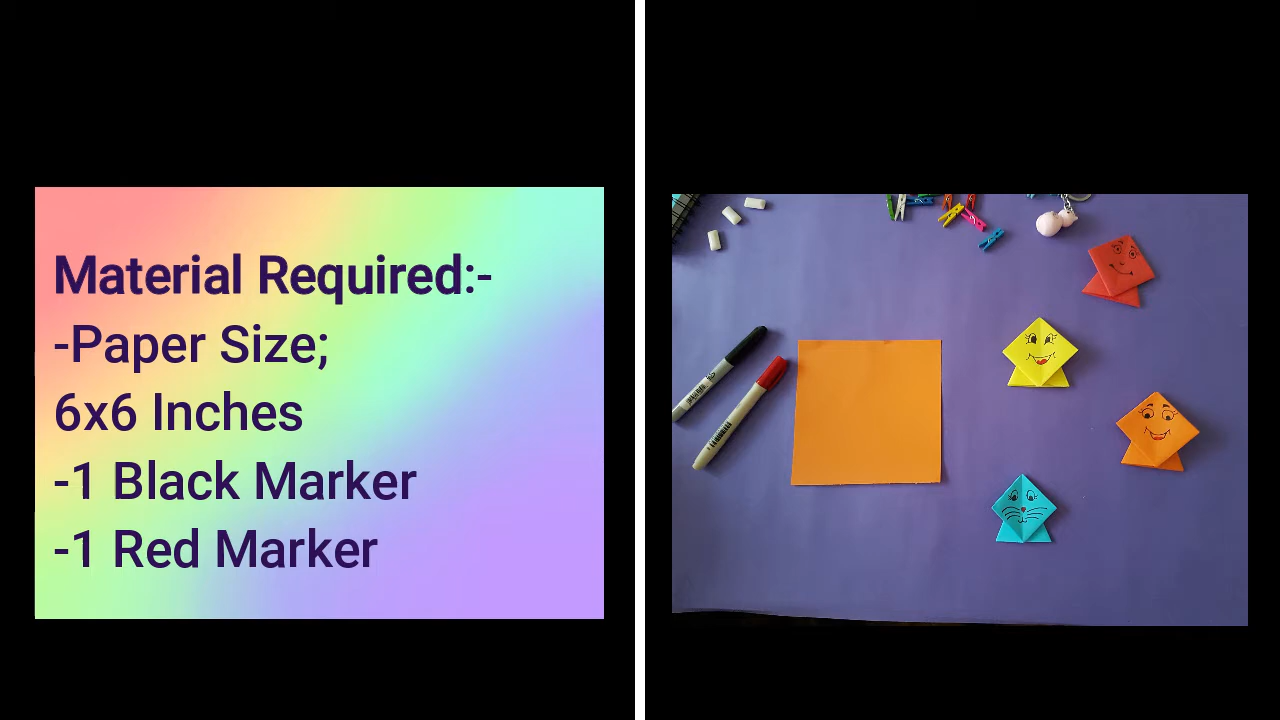 Material Required:-
-Paper Size;
6x6 Inches
-1 Black Marker
-1 Red Marker